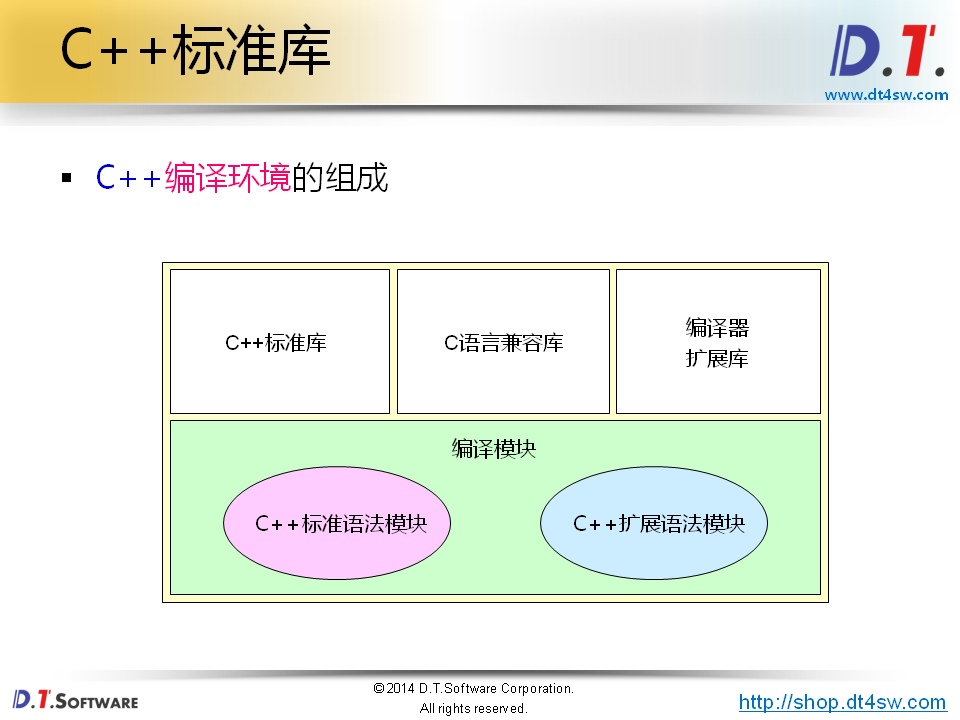 C++标准库
D.T.
www.dt4sw.com
▪ C++编译环境的组成
C++标准库
C语言兼容库
编译器
扩展库
编译模块
C++标准语法模块
C++扩展语法模块
D.T.SOFTWARE
©2014 D.T.Software Corporation.
All rights reserved.
http://shop.dt4sw.com